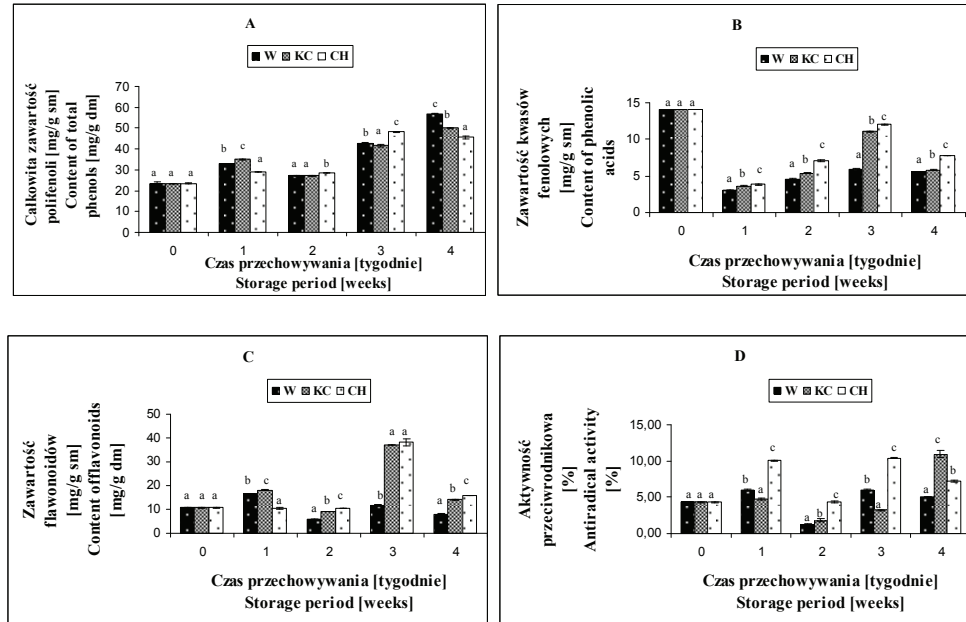 A
W KC CH
Całkowita zawartość
polifenoli [mg/g sm]
Content of total
phenols [mg/g dm]
70
60
50
40
30
20
10
0
a a a
b c a
a a b
b a c
c b a
0 1 2 3 4
Czas przechowywania [tygodnie]
Storage period [weeks]
B
W KC CH
Zawartość kwasów
fenolowych
[mg/g sm]
Content of phenolic
acids
15
10
5
0
a a a
a b c
a b c
a b c
a b c
0 1 2 3 4
Czas przechowywania [tygodnie]
Storage period [weeks]
C
W KC CH
Zawartość
flawonoidów
[mg/g sm]
Content offlavonoids
[mg/g dm]
40
30
20
10
0
a a a
b c a
a b c
b a a
a b c
0 1 2 3 4
Czas przechowywania [tygodnie]
Storage period [weeks]
D
W KC CH
Aktywność
przeciwrodnikowa
[%]
Antiradical activity
[%]
15,00
10,00
5,00
0,00
a a a
b a c
a b c
b a c
a c b
0 1 2 3 4
Czas przechowywania [tygodnie]
Storage period [weeks]